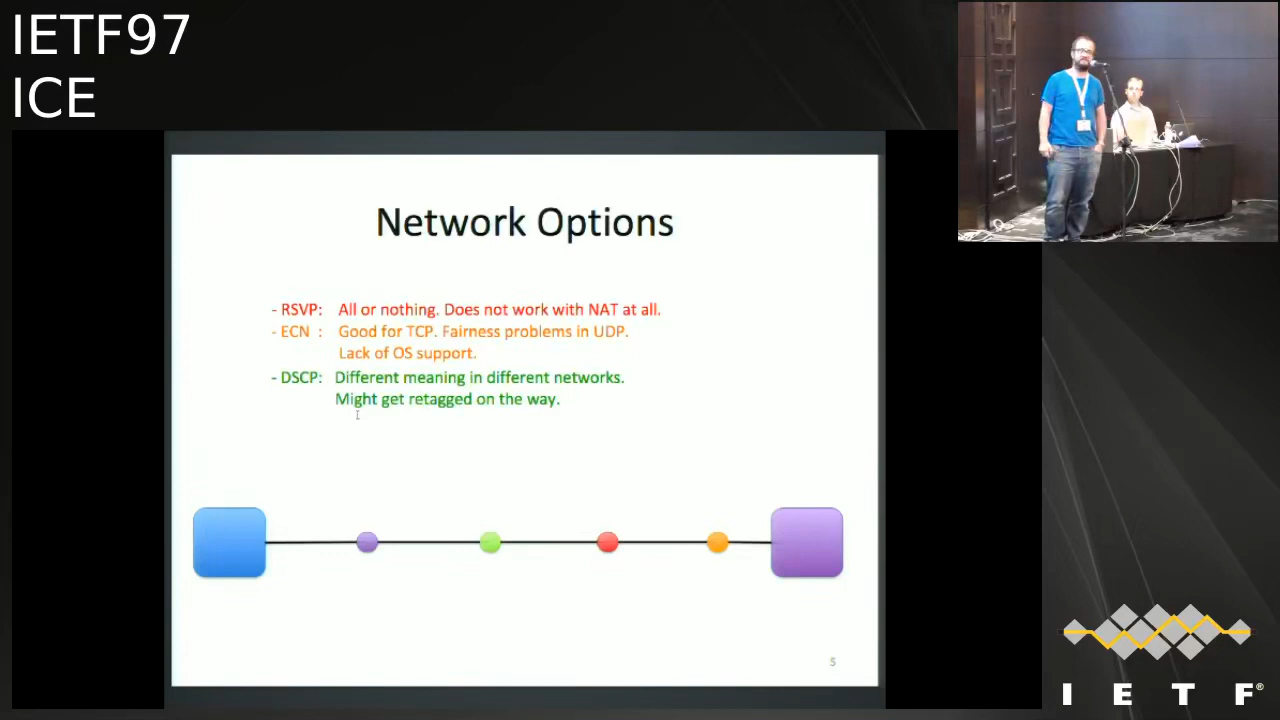 IETF97
ICE
Network Options
- RSVP: All or nothing. Does not work with NAT at all.
- ECN : Good for TCP. Fairness problems in UDP.
Lack of OS support.
- DSCP: Different meaning in different networks.
Might get retagged on the way.
5
I E T F®